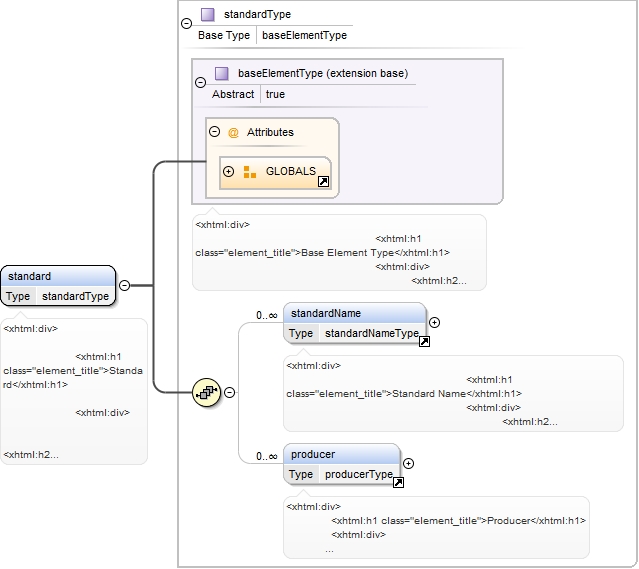 standardType
Base Type baseElementType
baseElementType (extension base)
Abstract true
@ Attributes
GLOBALS
<xhtml:div>
<xhtml:h1
class="element_title">Base Element Type</xhtml:h1>
<xhtml:div>
<xhtml:h2...
standard
Type standardType
<xhtml:div>
<xhtml:h1
class="element_title">Standa
rd</xhtml:h1>
<xhtml:div>
<xhtml:h2...
0..∞
standardName
Type standardNameType
<xhtml:div>
<xhtml:h1
class="element_title">Standard Name</xhtml:h1>
<xhtml:div>
<xhtml:h2...
0..∞
producer
Type producerType
<xhtml:div>
<xhtml:h1 class="element_title">Producer</xhtml:h1>
<xhtml:div>
...